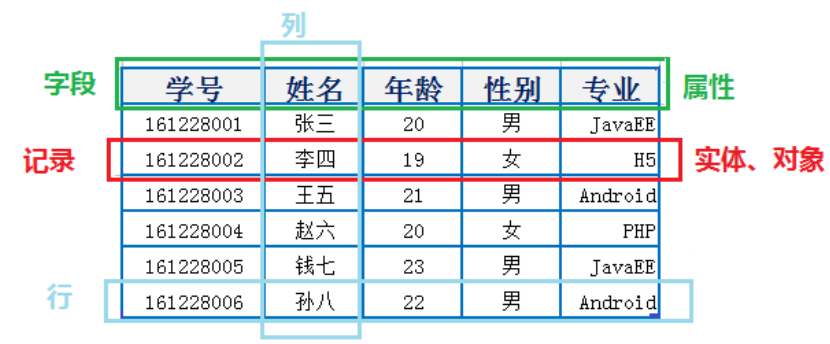 列
字段 学号 姓名 年龄 性别 专业 属性
161228001 张三 20 男 JavaEE
记录 161228002 李四 19 女 H5 实体、对象
161228003 王五 21 男 Android
161228004 赵六 20 女 PHP
161228005 钱七 23 男 JavaEE
行 161228006 孙八 22 男 Android